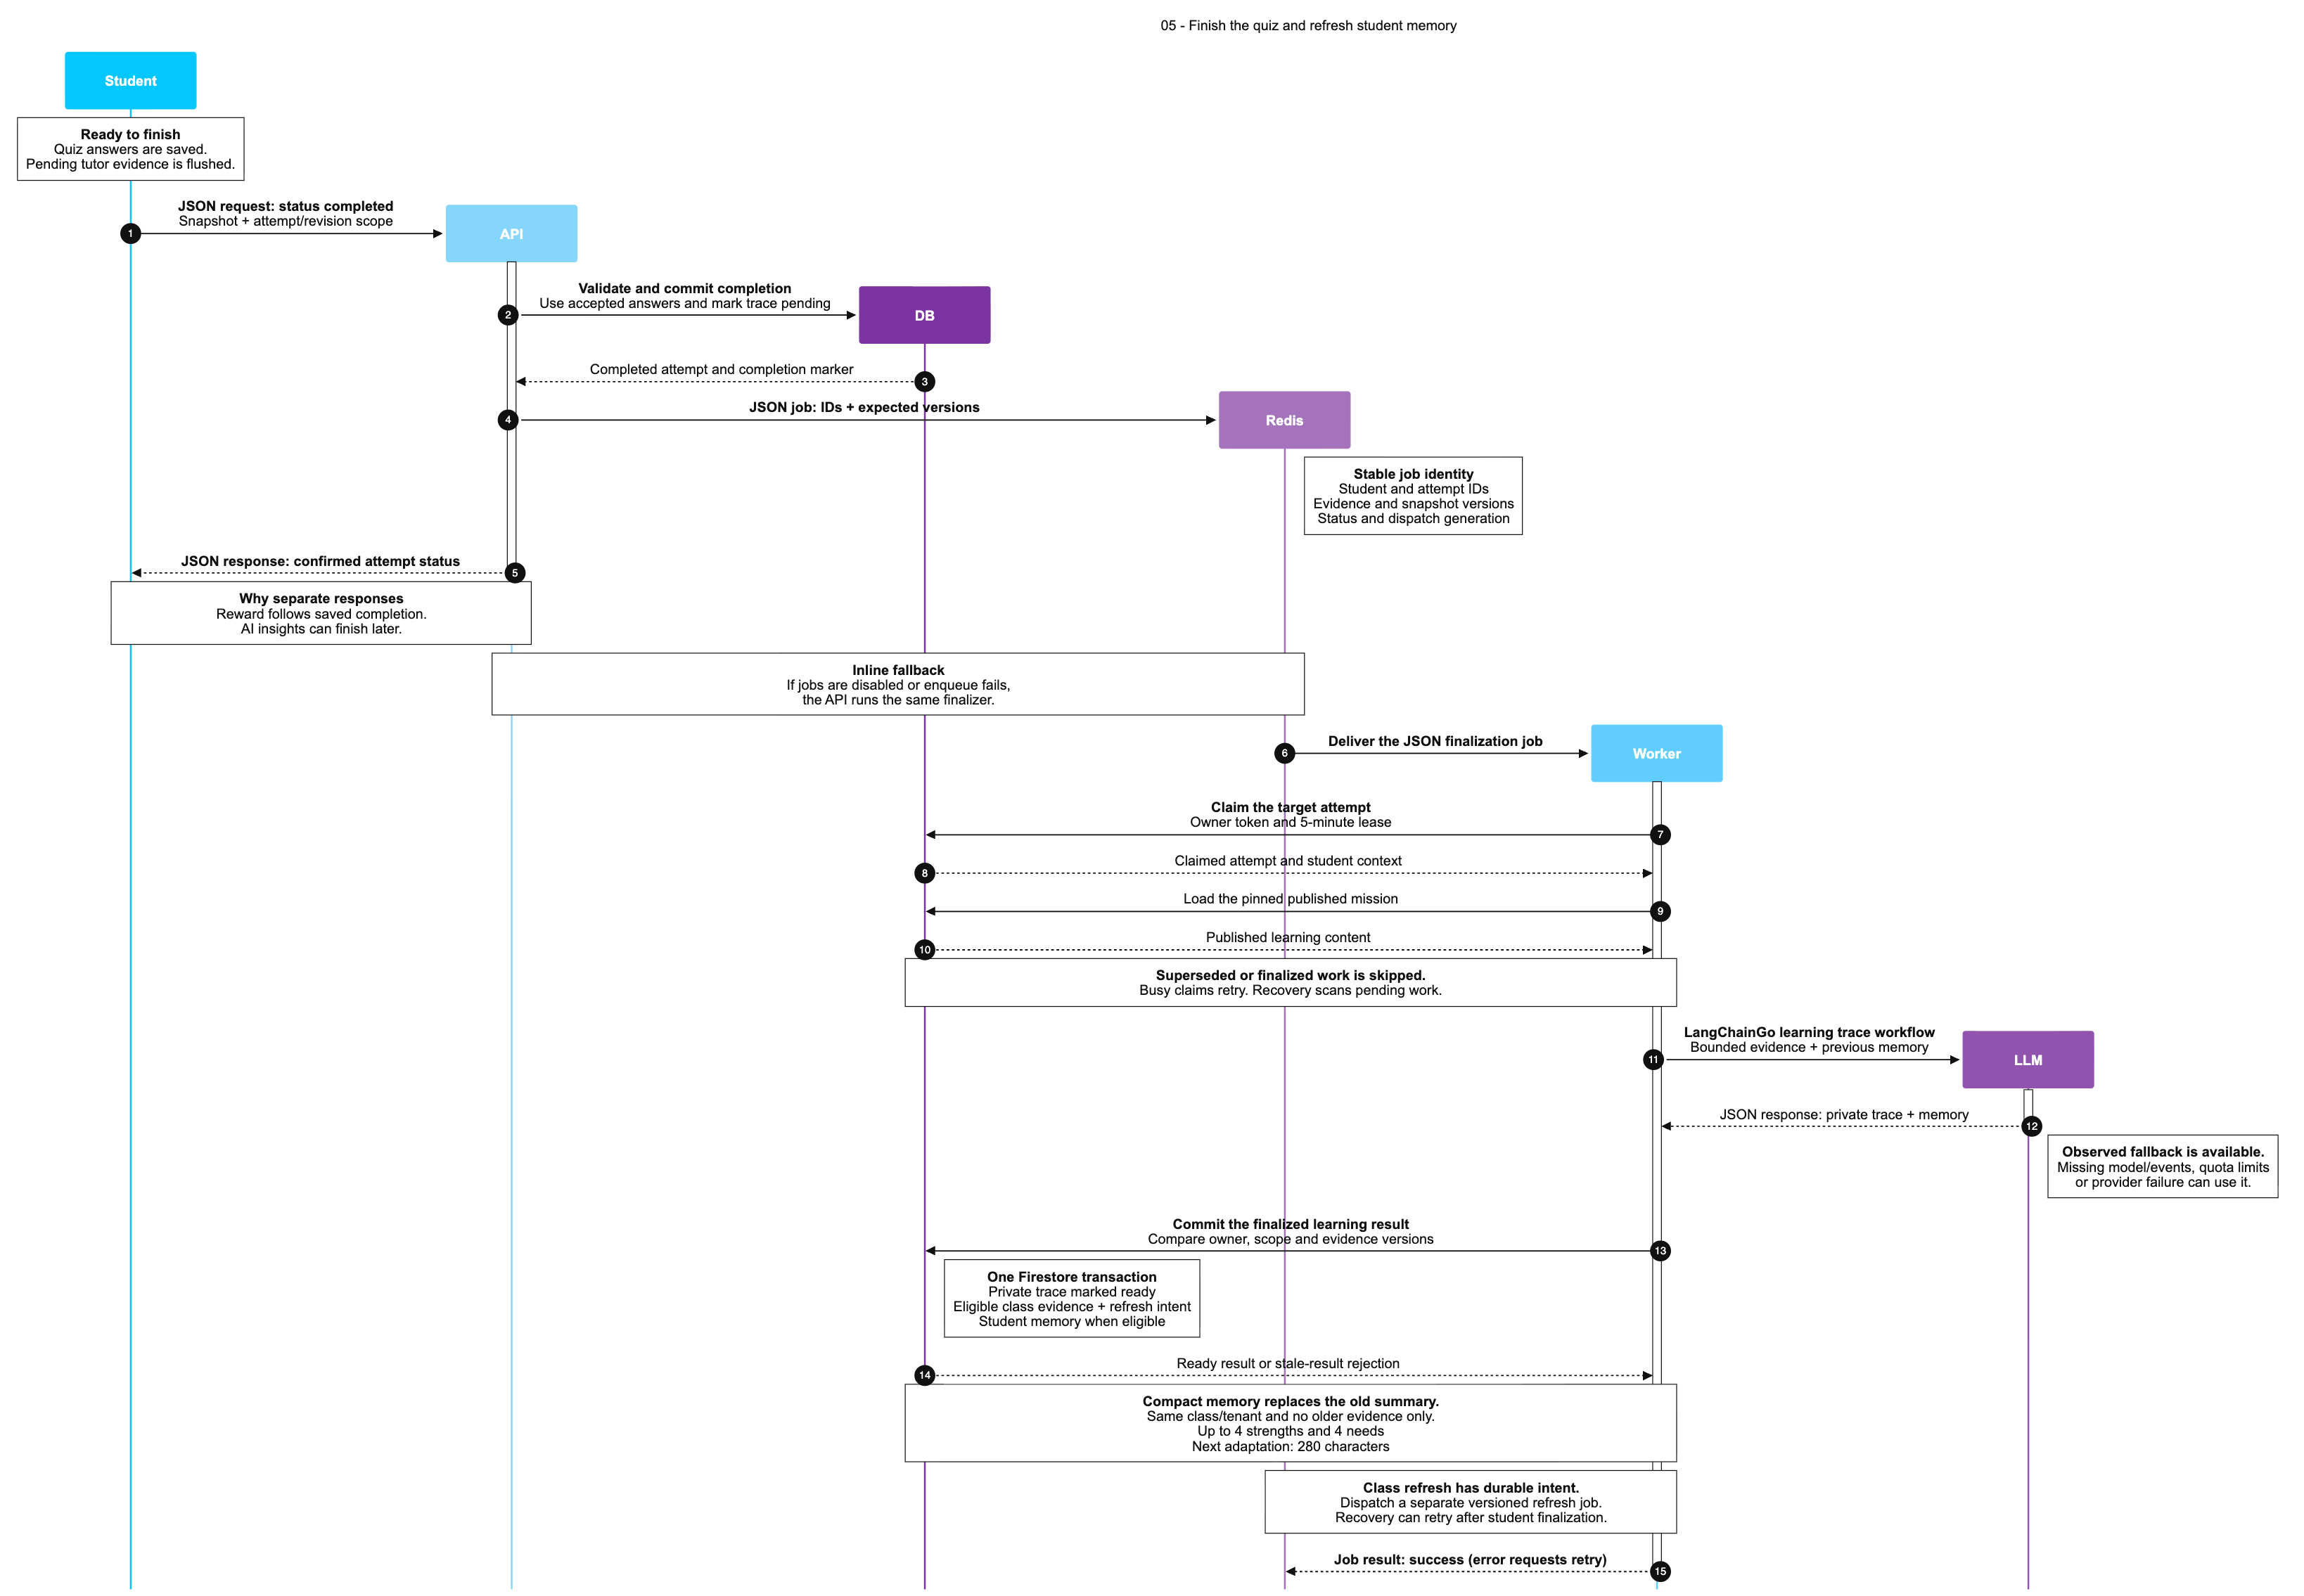 05 - Finish the quiz and refresh student memory
Student
Ready to finish
Quiz answers are saved.
Pending tutor evidence is flushed.
JSON request: status completed
Snapshot + attempt/revision scope
1
API
Validate and commit completion
Use accepted answers and mark trace pending
2
DB
Completed attempt and completion marker
3
JSON job: IDs + expected versions
4
Redis
Stable job identity
Student and attempt IDs
Evidence and snapshot versions
Status and dispatch generation
JSON response: confirmed attempt status
5
Why separate responses
Reward follows saved completion.
AI insights can finish later.
Inline fallback
If jobs are disabled or enqueue fails,
the API runs the same finalizer.
Deliver the JSON finalization job
6
Worker
Claim the target attempt
Owner token and 5-minute lease
7
Claimed attempt and student context
8
Load the pinned published mission
9
Published learning content
10
Superseded or finalized work is skipped.
Busy claims retry. Recovery scans pending work.
LangChainGo learning trace workflow
Bounded evidence + previous memory
11
LLM
JSON response: private trace + memory
12
Observed fallback is available.
Missing model/events, quota limits
or provider failure can use it.
Commit the finalized learning result
Compare owner, scope and evidence versions
13
One Firestore transaction
Private trace marked ready
Eligible class evidence + refresh intent
Student memory when eligible
Ready result or stale-result rejection
14
Compact memory replaces the old summary.
Same class/tenant and no older evidence only.
Up to 4 strengths and 4 needs
Next adaptation: 280 characters
Class refresh has durable intent.
Dispatch a separate versioned refresh job.
Recovery can retry after student finalization.
Job result: success (error requests retry)
15